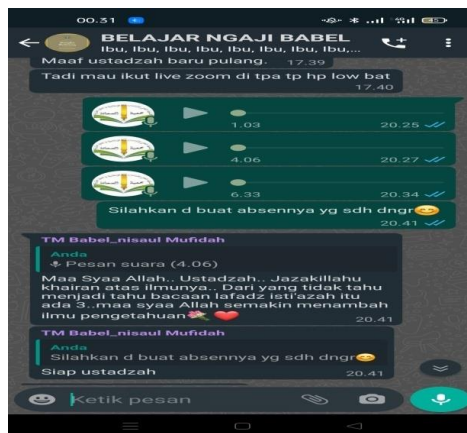 00.31
BELAJAR NGAJI BABEL
Ibu, Ibu, Ibu, Ibu, Ibu, Ibu, Ibu,...
Maaf ustadzah baru pulang. 17.39
Tadi mau ikut live zoom di tpa tp hp low bat
17.40
1.03 20.25
4.06 20.27
6.33 20.34
Silahkan d buat absennya yg sdh dngr
20.41
TM Babel_nisaul Mufidah
Anda
Pesan suara (4.06)
Maa Syaa Allah.. Ustadzah.. Jazakillahu
khairan atas ilmunya.. Dari yang tidak tahu
menjadi tahu bacaan lafadz isti'azah itu
ada 3..maa syaa Allah semakin menambah
ilmu pengetahuan
20.41
TM Babel_nisaul Mufidah
Anda
Silahkan d buat absennya yg sdh dngr
Siap ustadzah 20.41
Ketik pesan